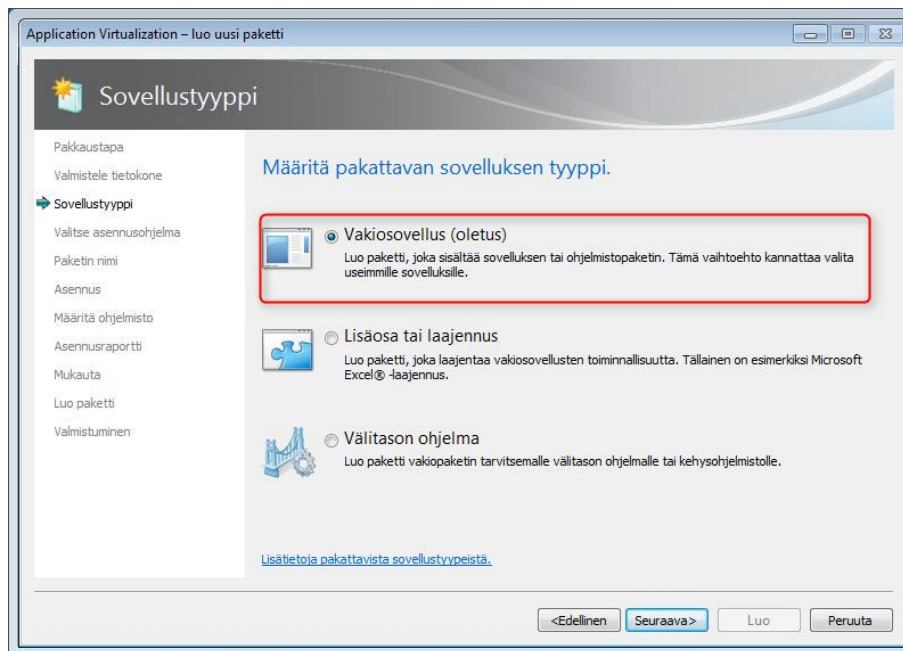 Application Virtualization – luo uusi paketti
Sovellustyyppi
Pakkaustapa
Valmistele tietokone
Sovellustyyppi
Valitse asennusohjelma
Paketin nimi
Asennus
Määritä ohjelmisto
Asennusraportti
Mukauta
Luo paketti
Valmistuminen
Määritä pakattavan sovelluksen tyyppi.
Vakiosovellus (oletus)
Luo paketti, joka sisältää sovelluksen tai ohjelmistopaketin. Tämä vaihtoehto kannattaa valita
useimmille sovelluksille.
Lisäosa tai laajennus
Luo paketti, joka laajentaa vakiosovellusten toiminnallisuutta. Tällainen on esimerkiksi Microsoft
Excel® -laajennus.
Välitason ohjelma
Luo paketti vakiopaketin tarvitsemalle välitason ohjelmalle tai kehysohjelmistolle.
Lisätietoja pakattavista sovellustyypeistä.
<Edellinen Seuraava> Luo Peruuta